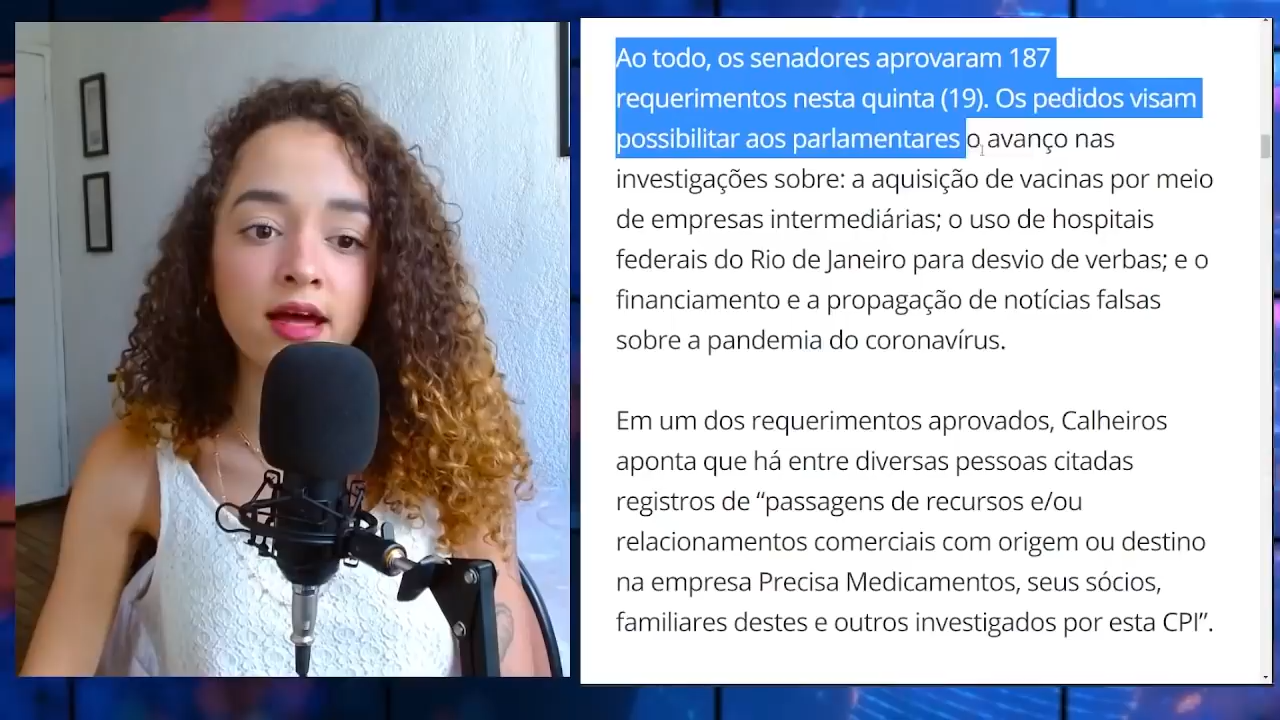 Ao todo, os senadores aprovaram 187
requerimentos nesta quinta (19). Os pedidos visam
possibilitar aos parlamentares o avanço nas
investigações sobre: a aquisição de vacinas por meio
de empresas intermediárias; o uso de hospitais
federais do Rio de Janeiro para desvio de verbas; e o
financiamento e a propagação de notícias falsas
sobre a pandemia do coronavírus.
Em um dos requerimentos aprovados, Calheiros
aponta que há entre diversas pessoas citadas
registros de “passagens de recursos e/ou
relacionamentos comerciais com origem ou destino
na empresa Precisa Medicamentos, seus sócios,
familiares destes e outros investigados por esta CPI”.